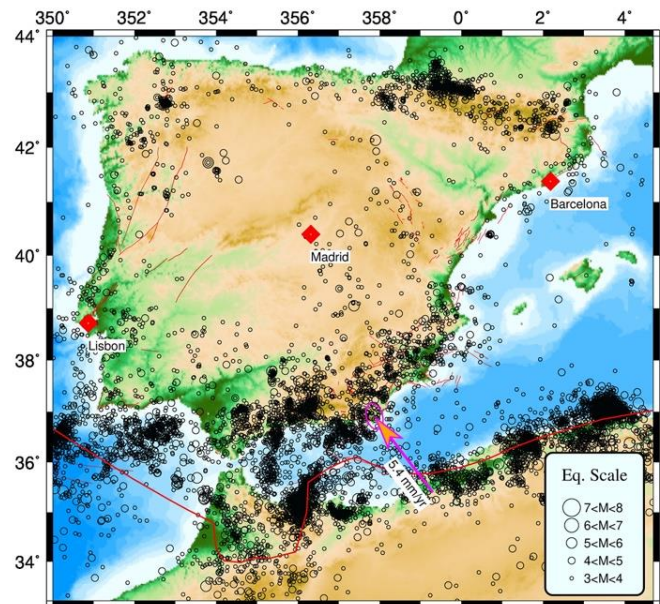 350˚ 352˚ 354˚ 356˚ 358˚ 0˚ 2˚ 4˚
44˚
42˚
Barcelona
40˚
Madrid
Lisbon
38˚
36˚
5.4 mm/yr
34˚
Eq. Scale
7<M<8
6<M<7
5<M<6
4<M<5
3<M<4